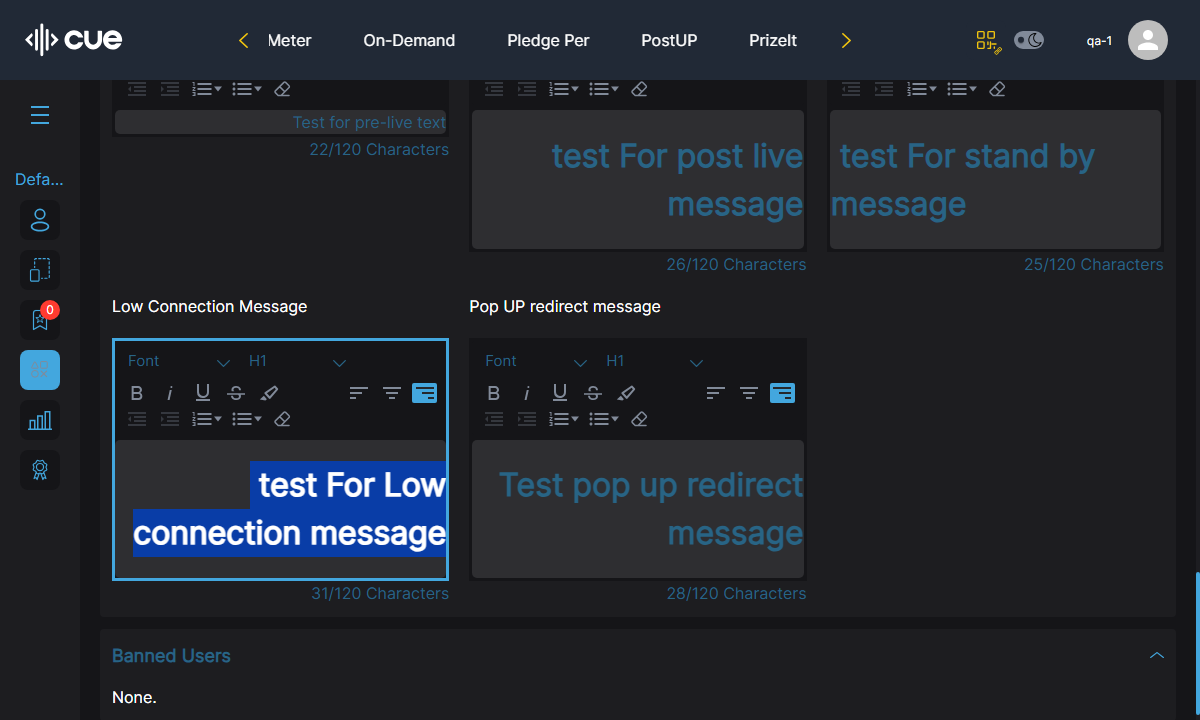 cue
Meter
On-Demand
Pledge Per
PostUP
PrizeIt
qa-1
Defa...
0
Test for pre-live text
22/120 Characters
test For post live
message
26/120 Characters
test For stand by
message
25/120 Characters
Low Connection Message
Font
H1
B i U S
test For Low
connection message
31/120 Characters
Pop UP redirect message
Font
H1
B i U S
Test pop up redirect
message
28/120 Characters
Banned Users
None.